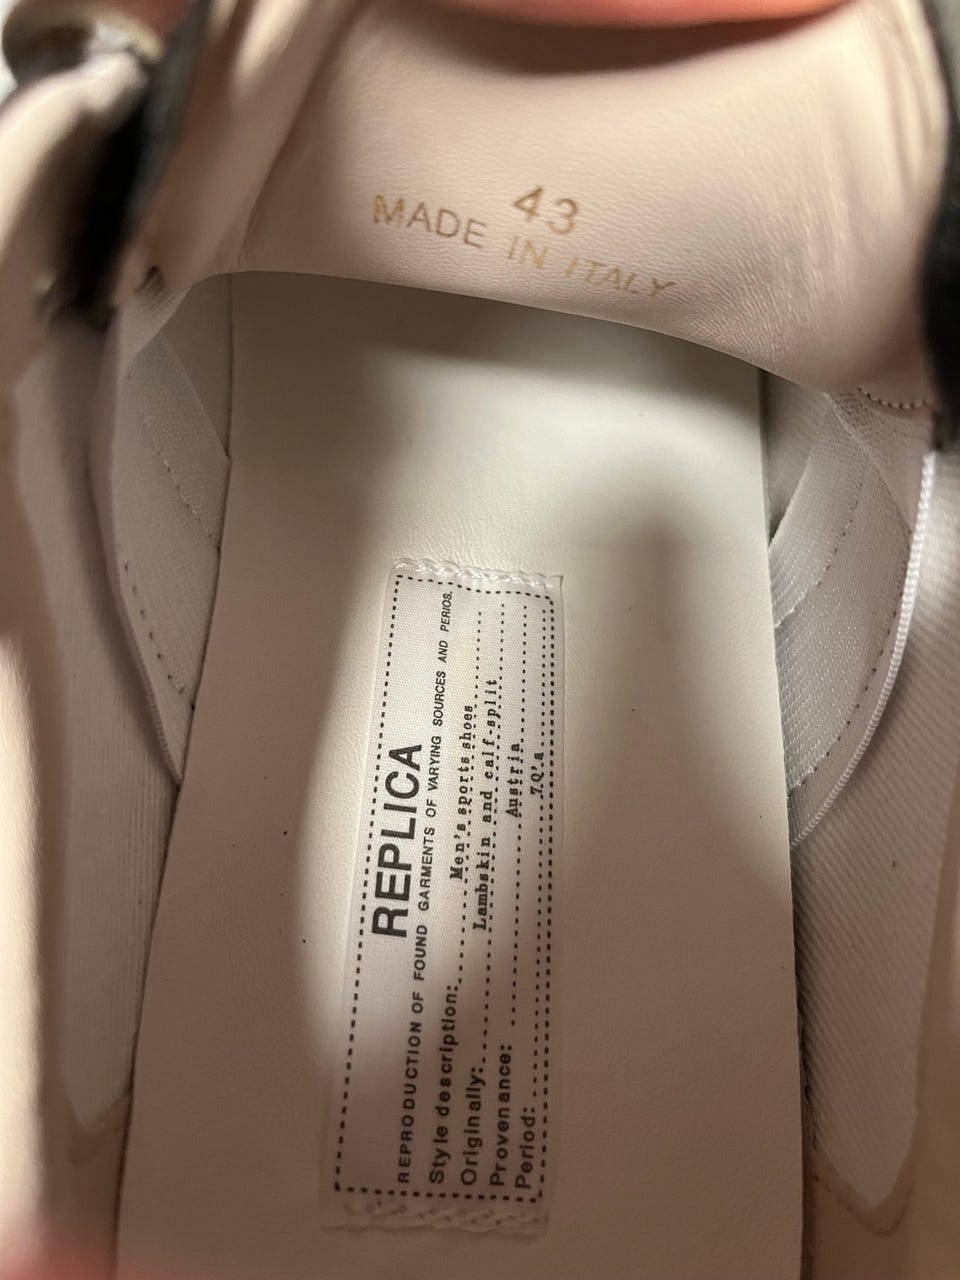 43
MADE IN ITALY
REPLICA
REPRODUCTION OF FOUND GARMENTS OF VARYING SOURCES AND PERIOS.
Style description: Men's sports shoes
Originally: Lambskin and calf-split
Provenance: Austria
Period: 70's